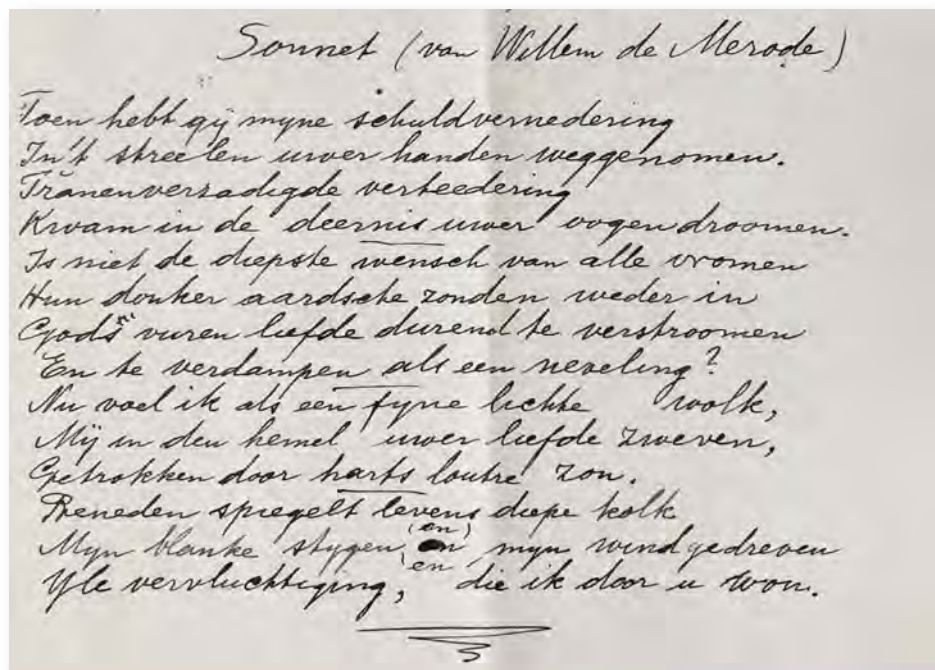 Sonnet (van Willem de Merode)
Toen hebt gij myne schuldvernedering
In't streelen uwer handen weggenomen.
Tranenverzadigde verteedering
Kwam in de deernis uwer oogen droomen.
Is niet de diepste wensch van alle vromen
Hun donker aardsche zonden weder in
Gods vuren liefde durend te verstroomen
En te verdampen als een neveling?
Nu voel ik als een fyne lichte wolk,
Mij in den hemel uwer liefde zweven,
Getrokken door harts loutre zon.
Beneden spiegelt levens diepe kolk
Myn blanke stygen, (en) en myn windgedreven
Yle vervluchtiging, die ik door u won.